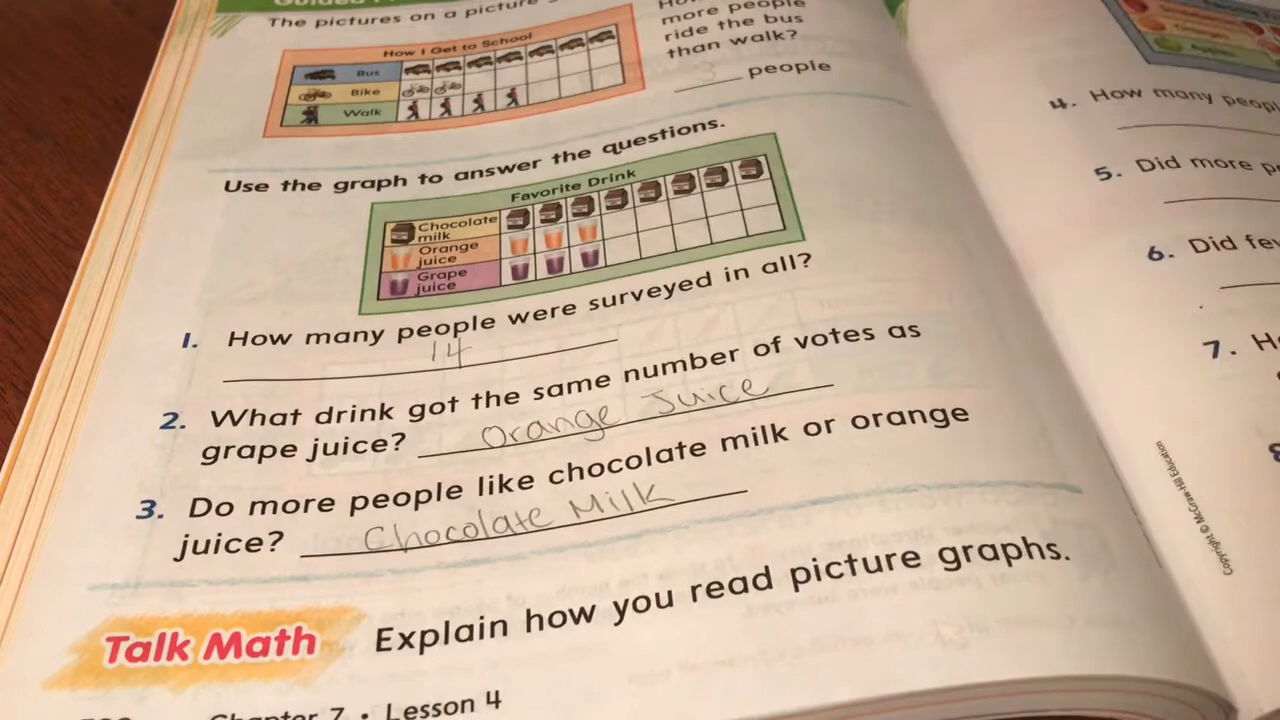 The pictures on a picture
How I Get to School
Bus
Bike
Walk
more people
ride the bus
than walk?
3 people
Use the graph to answer the questions.
Favorite Drink
Chocolate
milk
Orange
juice
Grape
juice
1. How many people were surveyed in all?
14
2. What drink got the same number of votes as
grape juice? Orange Juice
3. Do more people like chocolate milk or orange
juice? Chocolate Milk
Talk Math Explain how you read picture graphs.
Chapter 7 • Lesson 4
4. How many
5. Did more
6. Did
7.
Copyright © McGraw-Hill Education